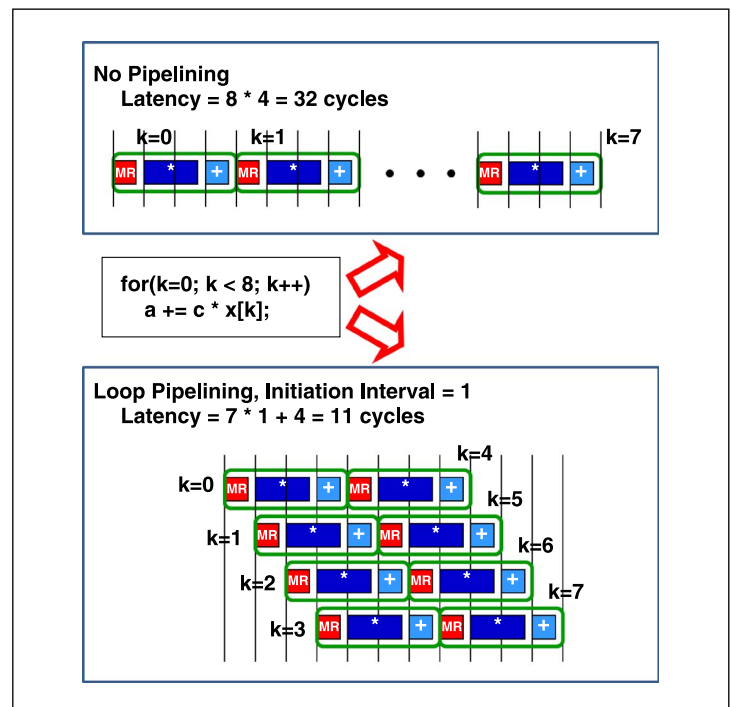 No Pipelining
Latency = 8 * 4 = 32 cycles
k=0 k=1 k=7
MR * + MR * + • • • MR * +
for(k=0; k < 8; k++)
a += c * x[k];
Loop Pipelining, Initiation Interval = 1
Latency = 7 * 1 + 4 = 11 cycles
k=4
k=0 MR * + MR * +
k=5
k=1 MR * + MR * +
k=6
k=2 MR * + MR * +
k=7
k=3 MR * + MR * +